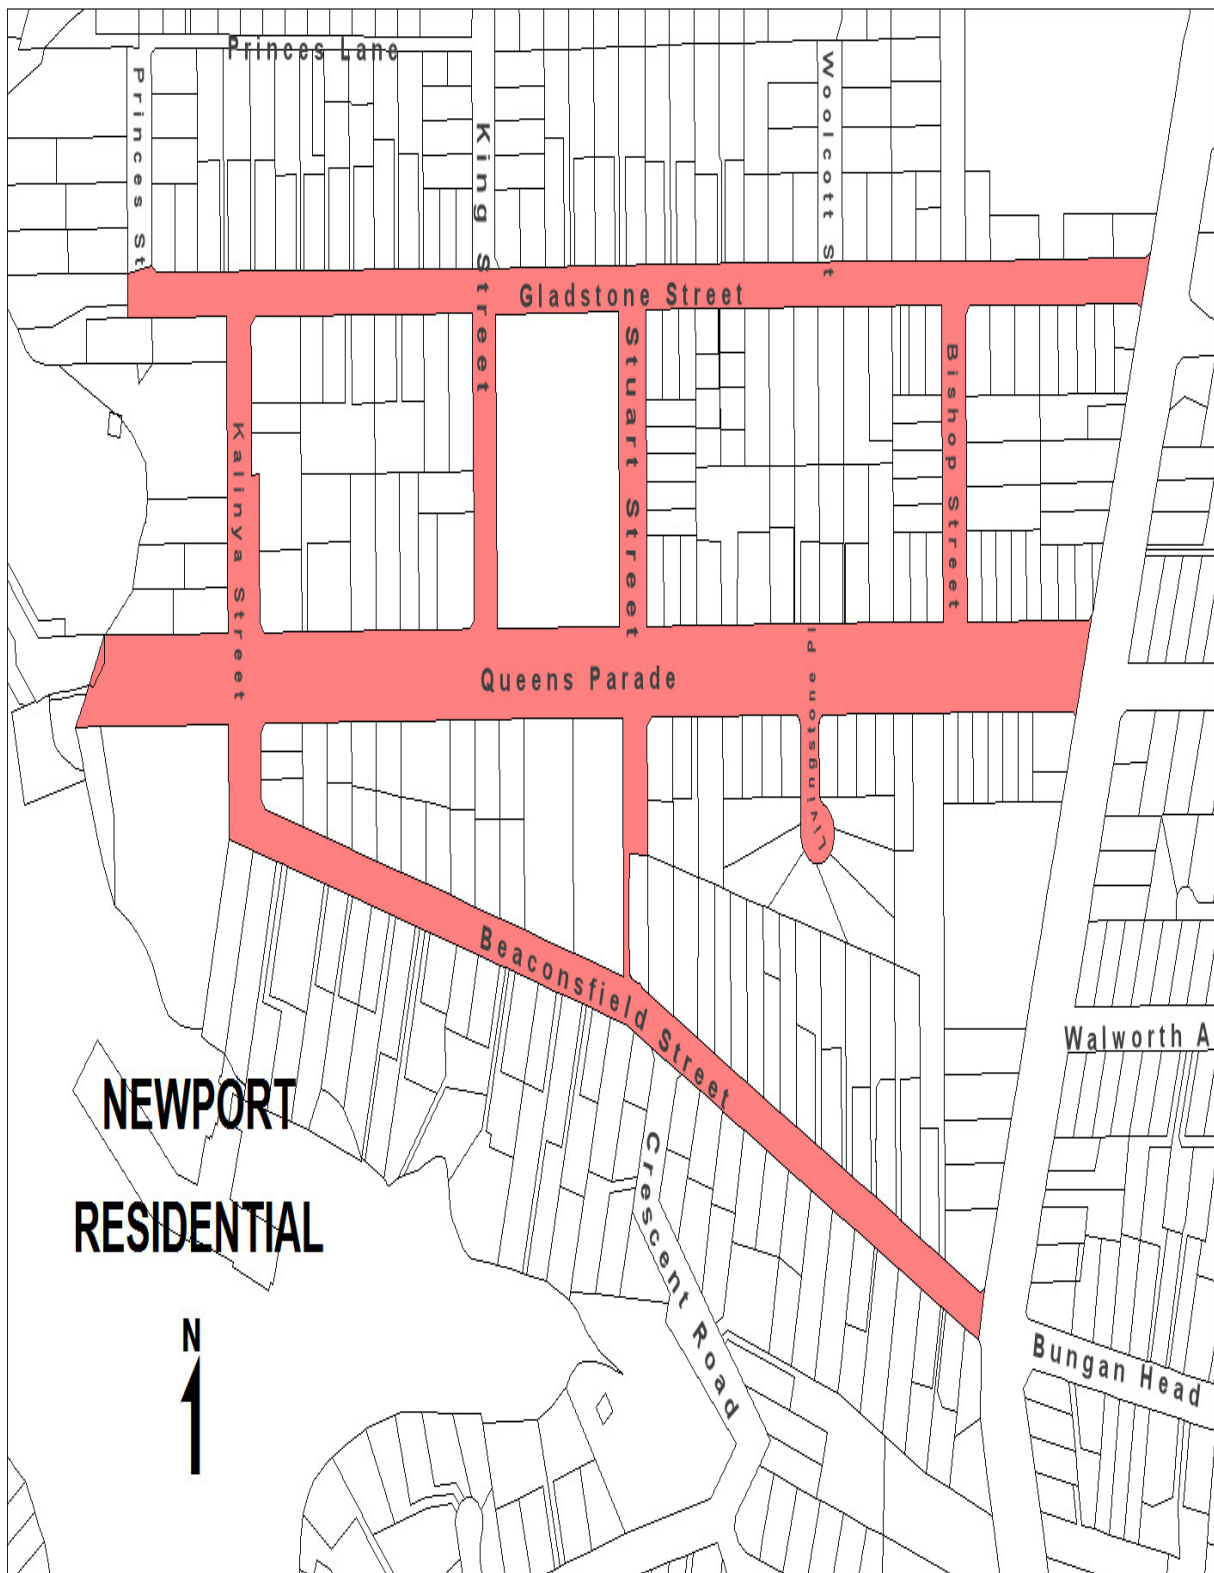 Princes Lane
Princes St
King Street
Woolcott St
Gladstone Street
Stuart Street
Bishop Street
Kalinya Street
Queens Parade
Livingstone Pl
Beaconsfield Street
Walworth A
NEWPORT
RESIDENTIAL
Crescent Road
N
Bungan Head